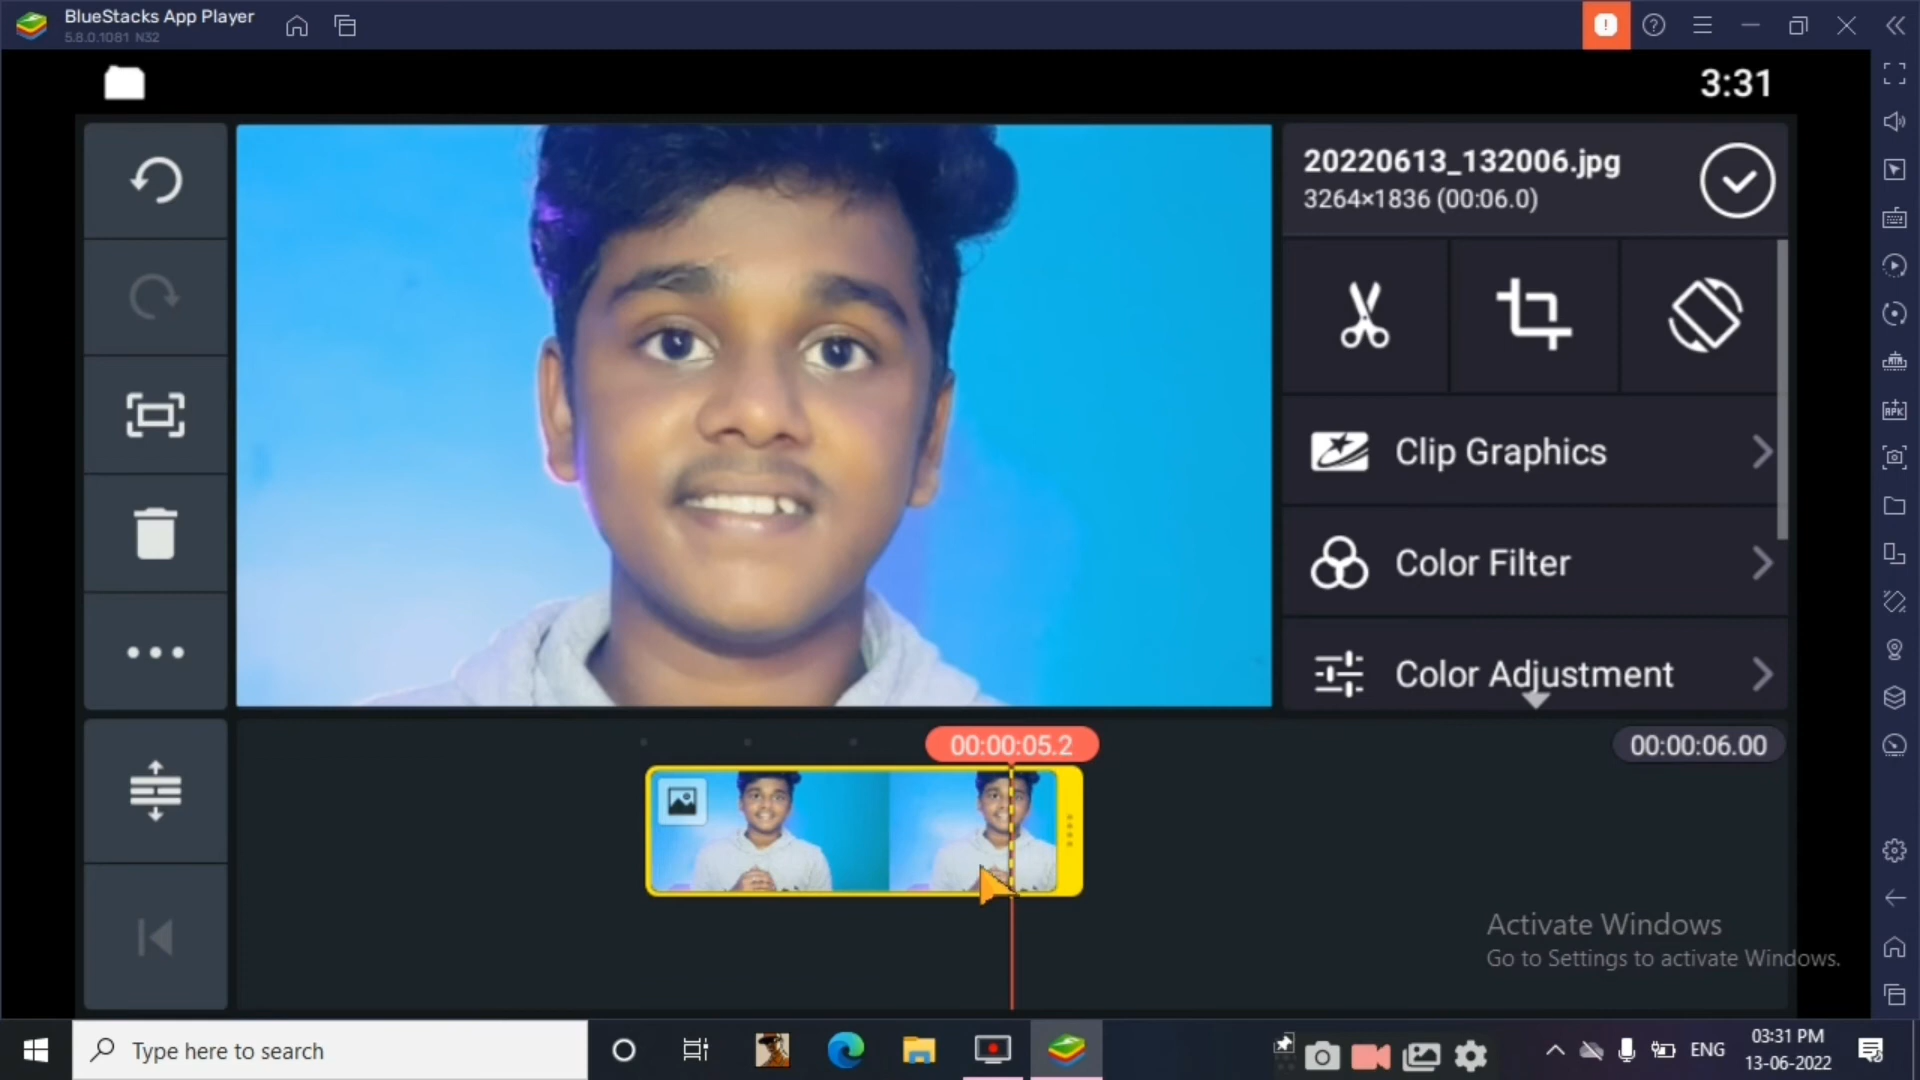 BlueStacks App Player
5.8.0.1081 N32
3:31
20220613_132006.jpg
3264×1836 (00:06.0)
Clip Graphics
Color Filter
Color Adjustment
00:00:05.2
00:00:06.00
Activate Windows
Go to Settings to activate Windows.
Type here to search
ENG
03:31 PM
13-06-2022